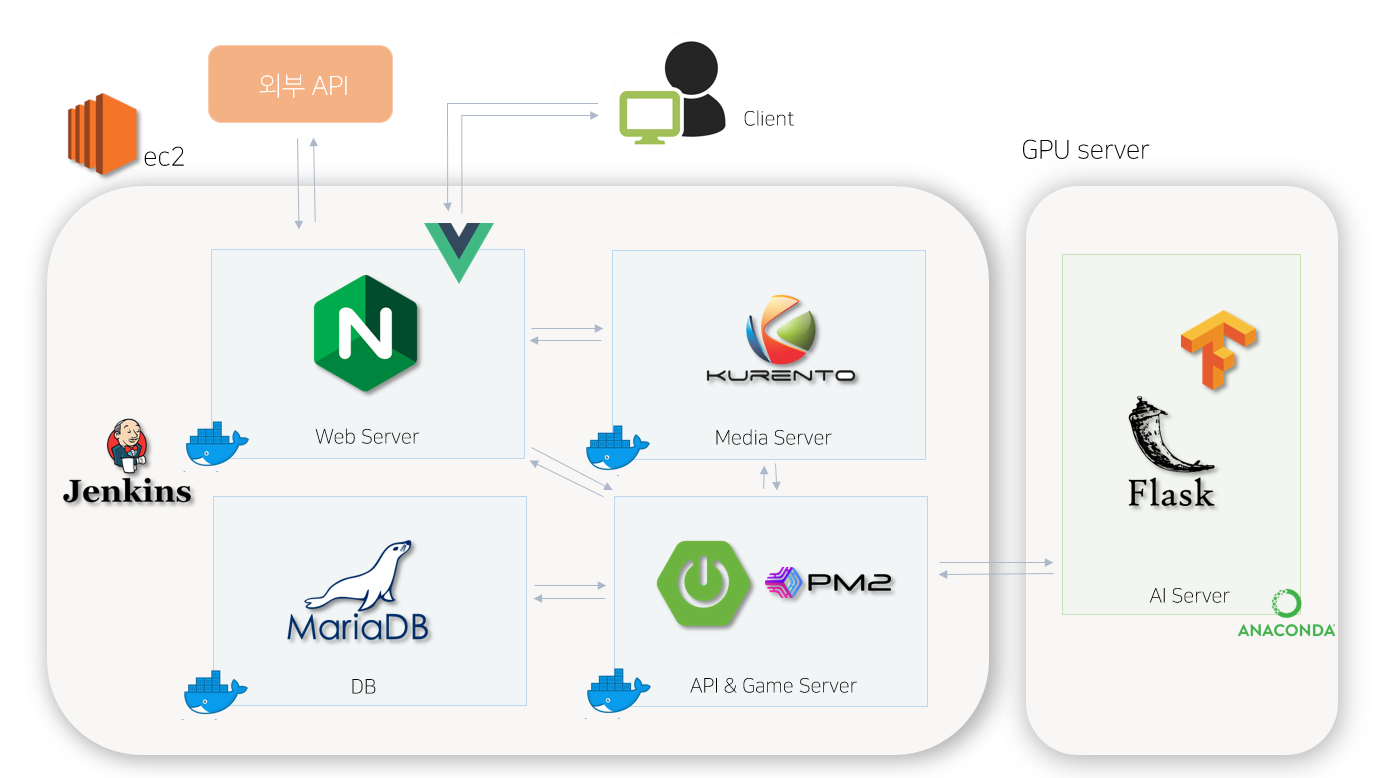 외부 API
Client
ec2
GPU server
N
Web Server
KURENTO
Media Server
Jenkins
MariaDB
DB
PM2
API & Game Server
Flask
AI Server
ANACONDA